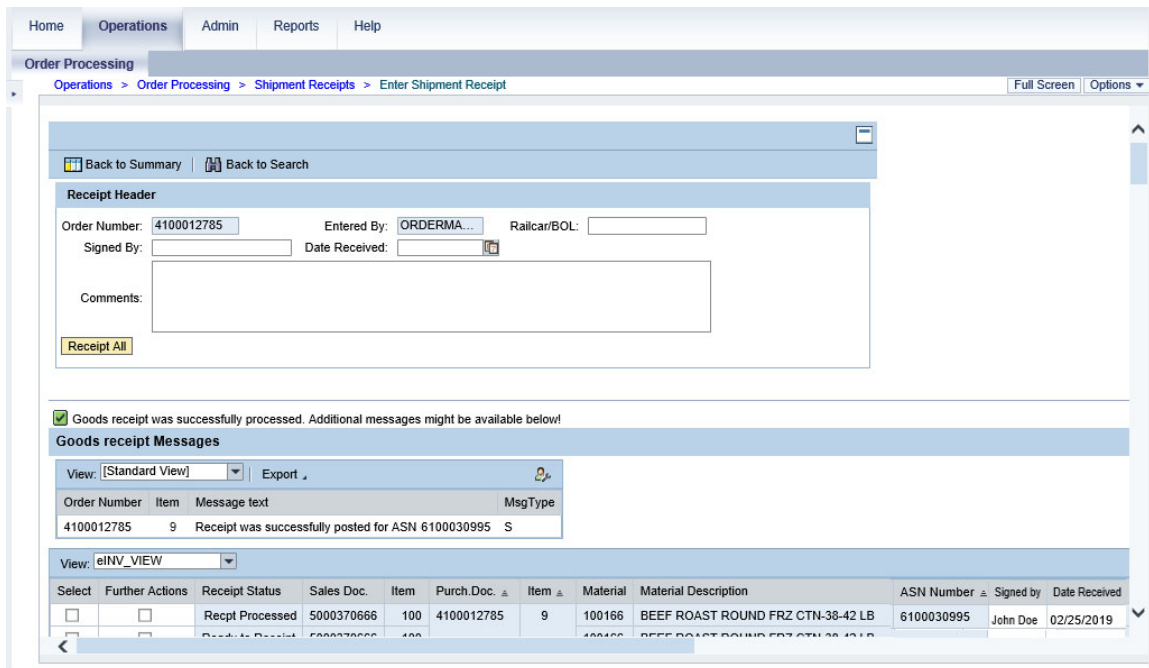 Home Operations Admin Reports Help
Order Processing
Operations > Order Processing > Shipment Receipts > Enter Shipment Receipt Full Screen Options
Back to Summary Back to Search
Receipt Header
Order Number: 4100012785 Entered By: ORDERMA... Railcar/BOL:
Signed By: Date Received:
Comments:
Receipt All
Goods receipt was successfully processed. Additional messages might be available below!
Goods receipt Messages
View: [Standard View] Export
Order Number Item Message text MsgType
4100012785 9 Receipt was successfully posted for ASN 6100030995 S
View: eINV_VIEW
Select Further Actions Receipt Status Sales Doc. Item Purch.Doc. Item Material Material Description ASN Number Signed by Date Received
Recpt Processed 5000370666 100 4100012785 9 100166 BEEF ROAST ROUND FRZ CTN-38-42 LB 6100030995 John Doe 02/25/2019